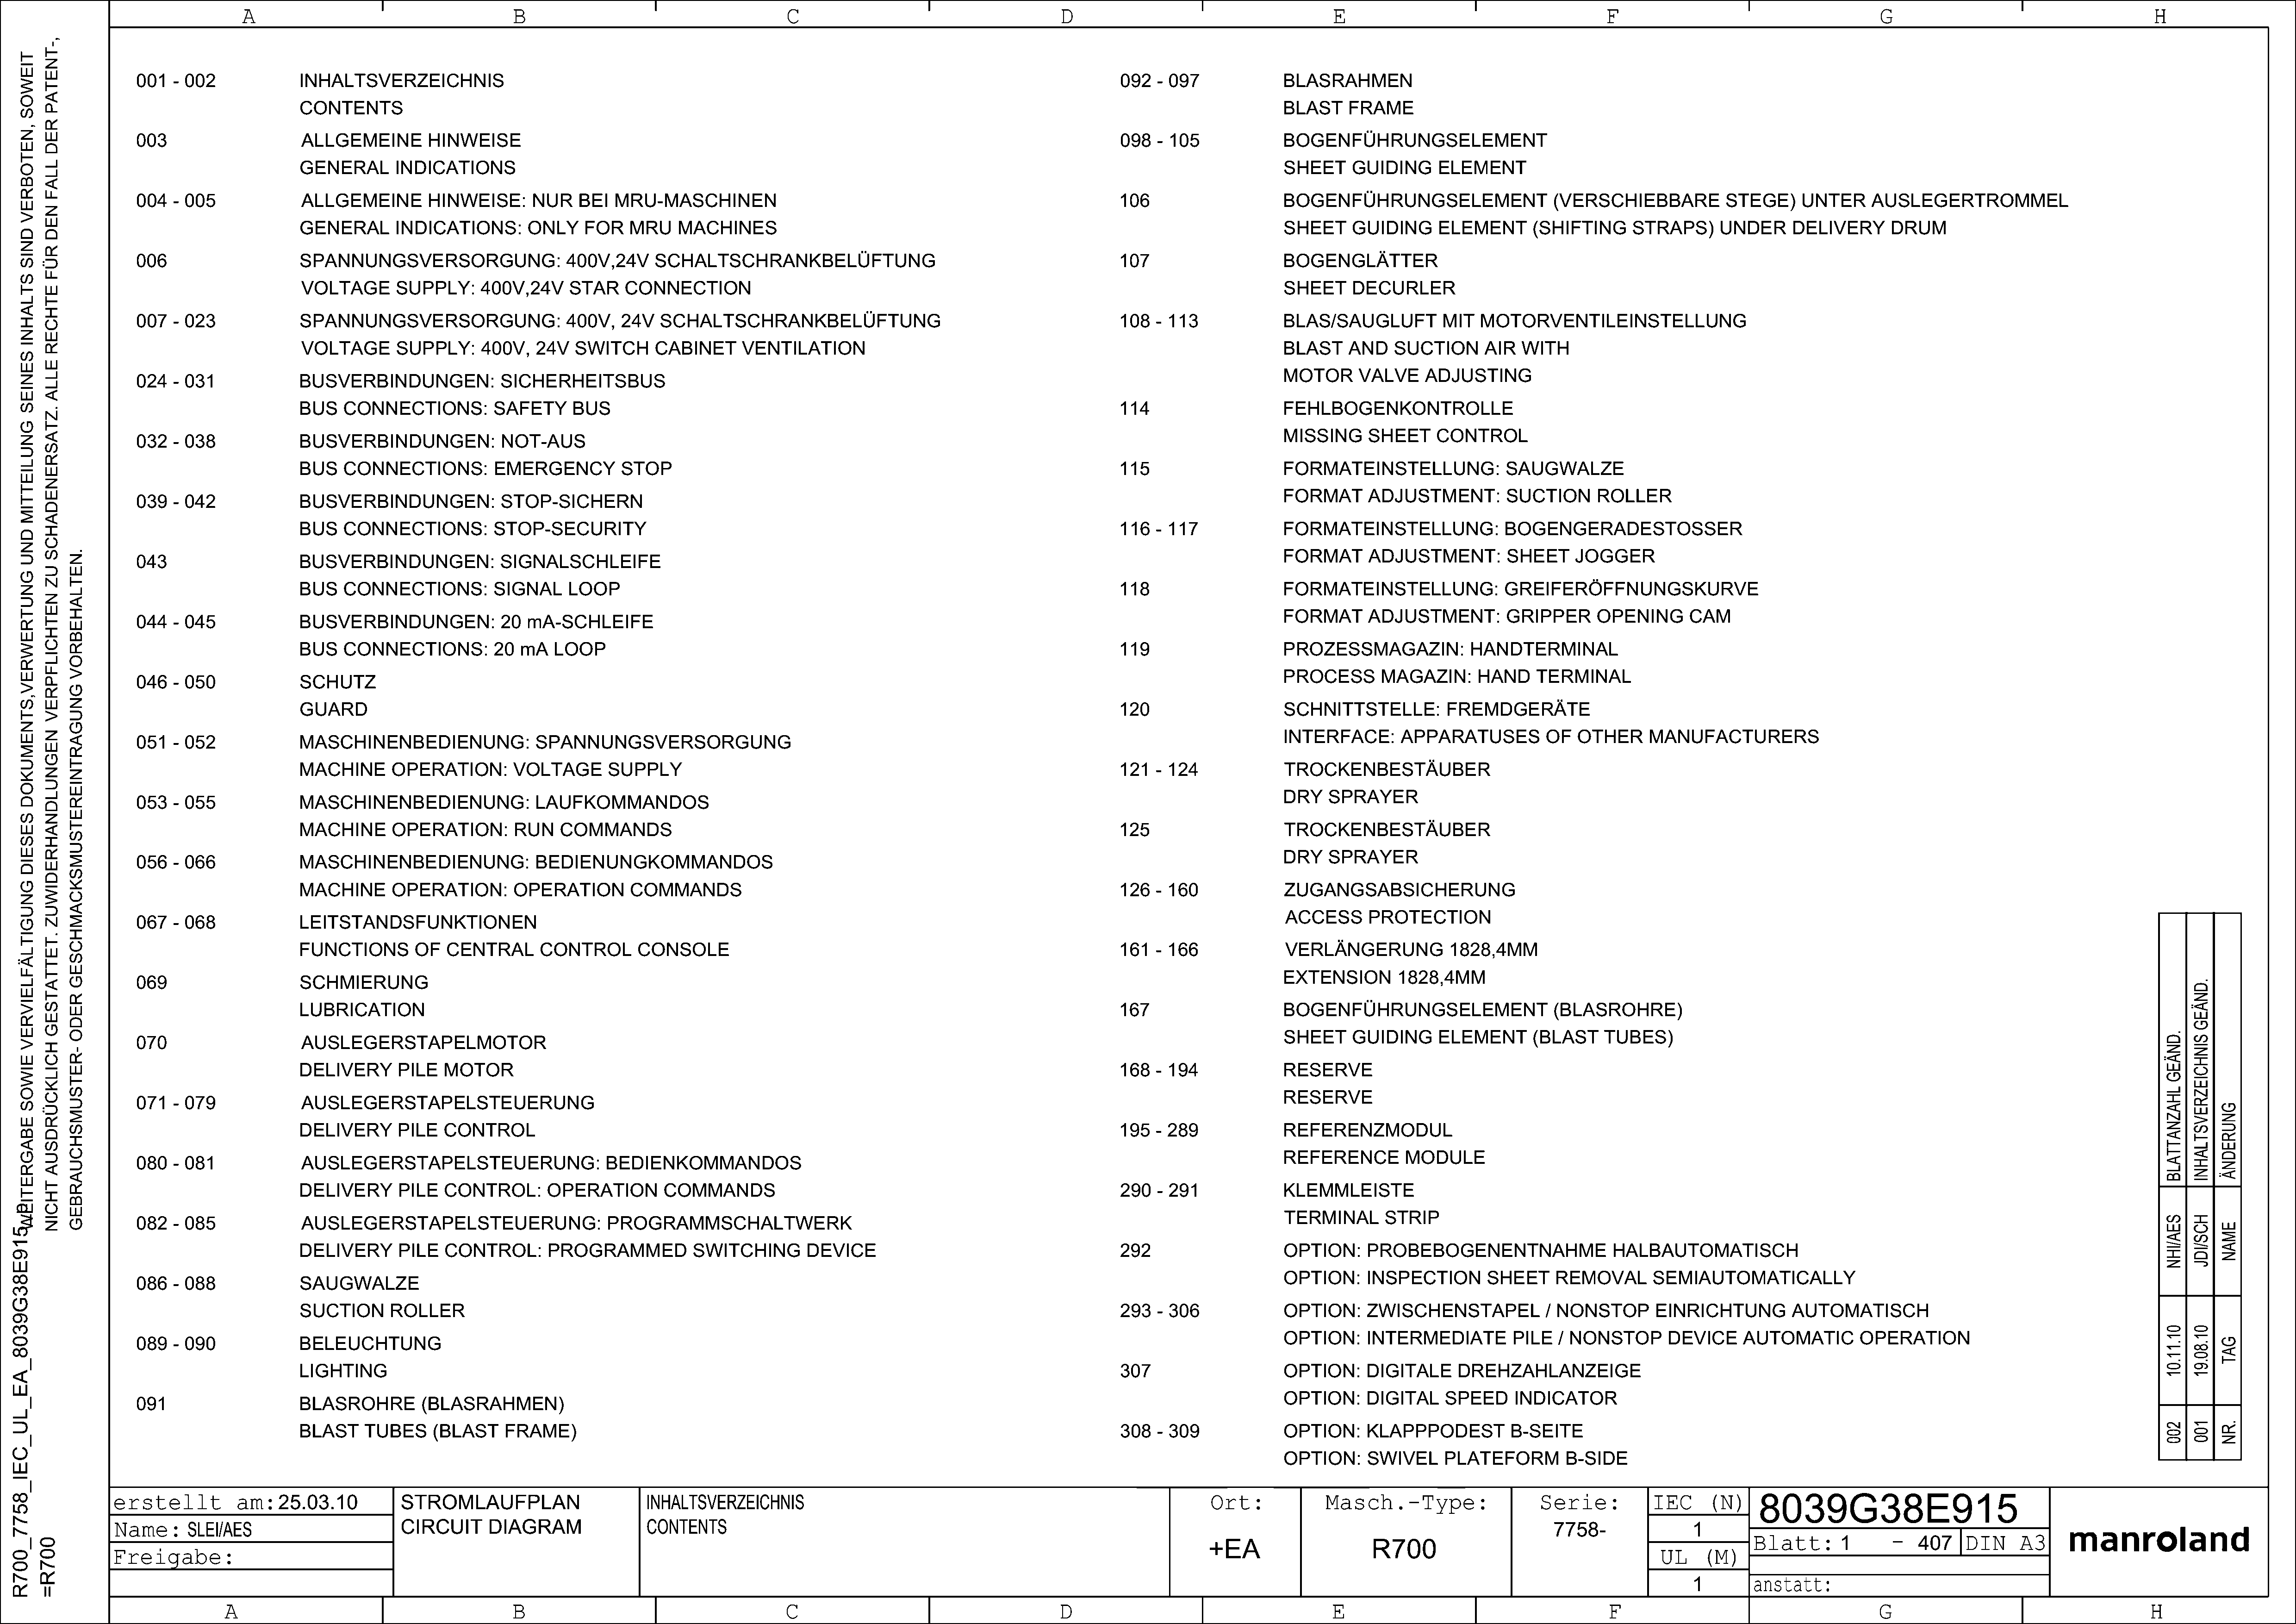 A B C D E F G H
001 - 002 INHALTSVERZEICHNIS
CONTENTS
003 ALLGEMEINE HINWEISE
GENERAL INDICATIONS
004 - 005 ALLGEMEINE HINWEISE: NUR BEI MRU-MASCHINEN
GENERAL INDICATIONS: ONLY FOR MRU MACHINES
006 SPANNUNGSVERSORGUNG: 400V,24V SCHALTSCHRANKBELÜFTUNG
VOLTAGE SUPPLY: 400V,24V STAR CONNECTION
007 - 023 SPANNUNGSVERSORGUNG: 400V, 24V SCHALTSCHRANKBELÜFTUNG
VOLTAGE SUPPLY: 400V, 24V SWITCH CABINET VENTILATION
024 - 031 BUSVERBINDUNGEN: SICHERHEITSBUS
BUS CONNECTIONS: SAFETY BUS
032 - 038 BUSVERBINDUNGEN: NOT-AUS
BUS CONNECTIONS: EMERGENCY STOP
039 - 042 BUSVERBINDUNGEN: STOP-SICHERN
BUS CONNECTIONS: STOP-SECURITY
043 BUSVERBINDUNGEN: SIGNALSCHLEIFE
BUS CONNECTIONS: SIGNAL LOOP
044 - 045 BUSVERBINDUNGEN: 20 mA-SCHLEIFE
BUS CONNECTIONS: 20 mA LOOP
046 - 050 SCHUTZ
GUARD
051 - 052 MASCHINENBEDIENUNG: SPANNUNGSVERSORGUNG
MACHINE OPERATION: VOLTAGE SUPPLY
053 - 055 MASCHINENBEDIENUNG: LAUFKOMMANDOS
MACHINE OPERATION: RUN COMMANDS
056 - 066 MASCHINENBEDIENUNG: BEDIENUNGKOMMANDOS
MACHINE OPERATION: OPERATION COMMANDS
067 - 068 LEITSTANDSFUNKTIONEN
FUNCTIONS OF CENTRAL CONTROL CONSOLE
069 SCHMIERUNG
LUBRICATION
070 AUSLEGERSTAPELMOTOR
DELIVERY PILE MOTOR
071 - 079 AUSLEGERSTAPELSTEUERUNG
DELIVERY PILE CONTROL
080 - 081 AUSLEGERSTAPELSTEUERUNG: BEDIENKOMMANDOS
DELIVERY PILE CONTROL: OPERATION COMMANDS
082 - 085 AUSLEGERSTAPELSTEUERUNG: PROGRAMMSCHALTWERK
DELIVERY PILE CONTROL: PROGRAMMED SWITCHING DEVICE
086 - 088 SAUGWALZE
SUCTION ROLLER
089 - 090 BELEUCHTUNG
LIGHTING
091 BLASROHRE (BLASRAHMEN)
BLAST TUBES (BLAST FRAME)
092 - 097 BLASRAHMEN
BLAST FRAME
098 - 105 BOGENFÜHRUNGSELEMENT
SHEET GUIDING ELEMENT
106 BOGENFÜHRUNGSELEMENT (VERSCHIEBBARE STEGE) UNTER AUSLEGERTROMMEL
SHEET GUIDING ELEMENT (SHIFTING STRAPS) UNDER DELIVERY DRUM
107 BOGENGLÄTTER
SHEET DECURLER
108 - 113 BLAS/SAUGLUFT MIT MOTORVENTILEINSTELLUNG
BLAST AND SUCTION AIR WITH
MOTOR VALVE ADJUSTING
114 FEHLBOGENKONTROLLE
MISSING SHEET CONTROL
115 FORMATEINSTELLUNG: SAUGWALZE
FORMAT ADJUSTMENT: SUCTION ROLLER
116 - 117 FORMATEINSTELLUNG: BOGENGERADESTOSSER
FORMAT ADJUSTMENT: SHEET JOGGER
118 FORMATEINSTELLUNG: GREIFERÖFFNUNGSKURVE
FORMAT ADJUSTMENT: GRIPPER OPENING CAM
119 PROZESSMAGAZIN: HANDTERMINAL
PROCESS MAGAZIN: HAND TERMINAL
120 SCHNITTSTELLE: FREMDGERÄTE
INTERFACE: APPARATUSES OF OTHER MANUFACTURERS
121 - 124 TROCKENBESTÄUBER
DRY SPRAYER
125 TROCKENBESTÄUBER
DRY SPRAYER
126 - 160 ZUGANGSABSICHERUNG
ACCESS PROTECTION
161 - 166 VERLÄNGERUNG 1828,4MM
EXTENSION 1828,4MM
167 BOGENFÜHRUNGSELEMENT (BLASROHRE)
SHEET GUIDING ELEMENT (BLAST TUBES)
168 - 194 RESERVE
RESERVE
195 - 289 REFERENZMODUL
REFERENCE MODULE
290 - 291 KLEMMLEISTE
TERMINAL STRIP
292 OPTION: PROBEBOGENENTNAHME HALBAUTOMATISCH
OPTION: INSPECTION SHEET REMOVAL SEMIAUTOMATICALLY
293 - 306 OPTION: ZWISCHENSTAPEL / NONSTOP EINRICHTUNG AUTOMATISCH
OPTION: INTERMEDIATE PILE / NONSTOP DEVICE AUTOMATIC OPERATION
307 OPTION: DIGITALE DREHZAHLANZEIGE
OPTION: DIGITAL SPEED INDICATOR
308 - 309 OPTION: KLAPPPODEST B-SEITE
OPTION: SWIVEL PLATEFORM B-SIDE
WEITERGABE SOWIE VERVIELFÄLTIGUNG DIESES DOKUMENTS,VERWERTUNG UND MITTEILUNG SEINES INHALTS SIND VERBOTEN, SOWEIT
NICHT AUSDRÜCKLICH GESTATTET. ZUWIDERHANDLUNGEN VERPFLICHTEN ZU SCHADENERSATZ. ALLE RECHTE FÜR DEN FALL DER PATENT-,
GEBRAUCHSMUSTER- ODER GESCHMACKSMUSTEREINTRAGUNG VORBEHALTEN.
=R700
002 10.11.10 NHI/AES BLATTANZAHL GEÄND.
001 19.08.10 JDI/SCH INHALTSVERZEICHNIS GEÄND.
NR. TAG NAME ÄNDERUNG
erstellt am: 25.03.10
Name: SLEI/AES
Freigabe:
STROMLAUFPLAN
CIRCUIT DIAGRAM
INHALTSVERZEICHNIS
CONTENTS
Ort:
+EA
Masch.-Type:
R700
Serie:
7758-
IEC (N)
1
UL (M)
1
8039G38E915
Blatt: 1 - 407 DIN A3
anstatt:
manroland
A B C D E F G H